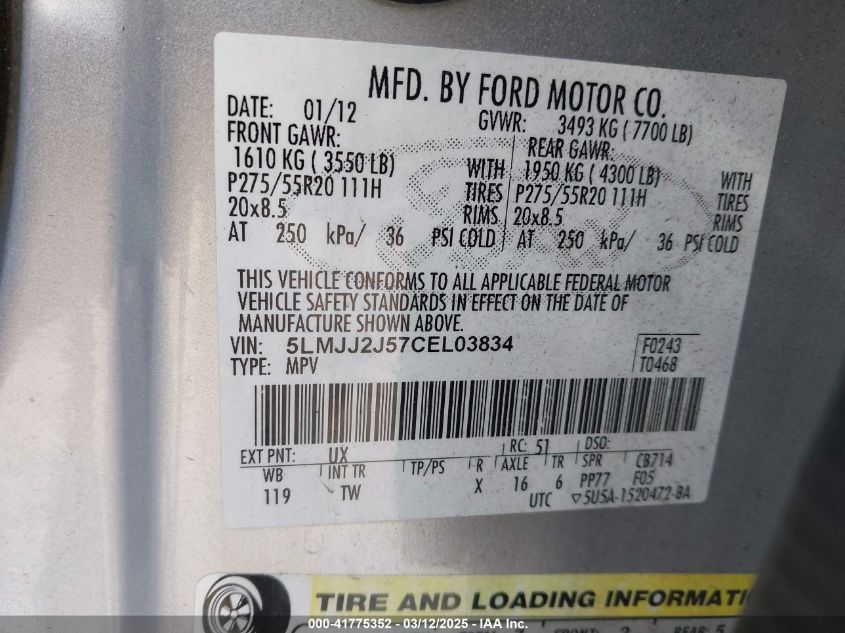 MFD. BY FORD MOTOR CO.
DATE: 01/12 GVWR: 3493 KG ( 7700 LB)
FRONT GAWR: REAR GAWR:
1610 KG ( 3550 LB) WITH 1950 KG ( 4300 LB) WITH
P275/55R20 111H TIRES P275/55R20 111H TIRES
20x8.5 RIMS 20x8.5 RIMS
AT 250 kPa/ 36 PSI COLD AT 250 kPa/ 36 PSI COLD
THIS VEHICLE CONFORMS TO ALL APPLICABLE FEDERAL MOTOR
VEHICLE SAFETY STANDARDS IN EFFECT ON THE DATE OF
MANUFACTURE SHOWN ABOVE.
VIN: 5LMJJ2J57CEL03834 F0243
TYPE: MPV T0468
EXT PNT: UX RC: 51 DSO:
WB INT TR TP/PS R AXLE TR SPR CB714
119 TW X 16 6 PP77 F05
UTC 5U5A-1520472-BA
TIRE AND LOADING INFORMATI
000-41775352 - 03/12/2025 - IAA Inc.